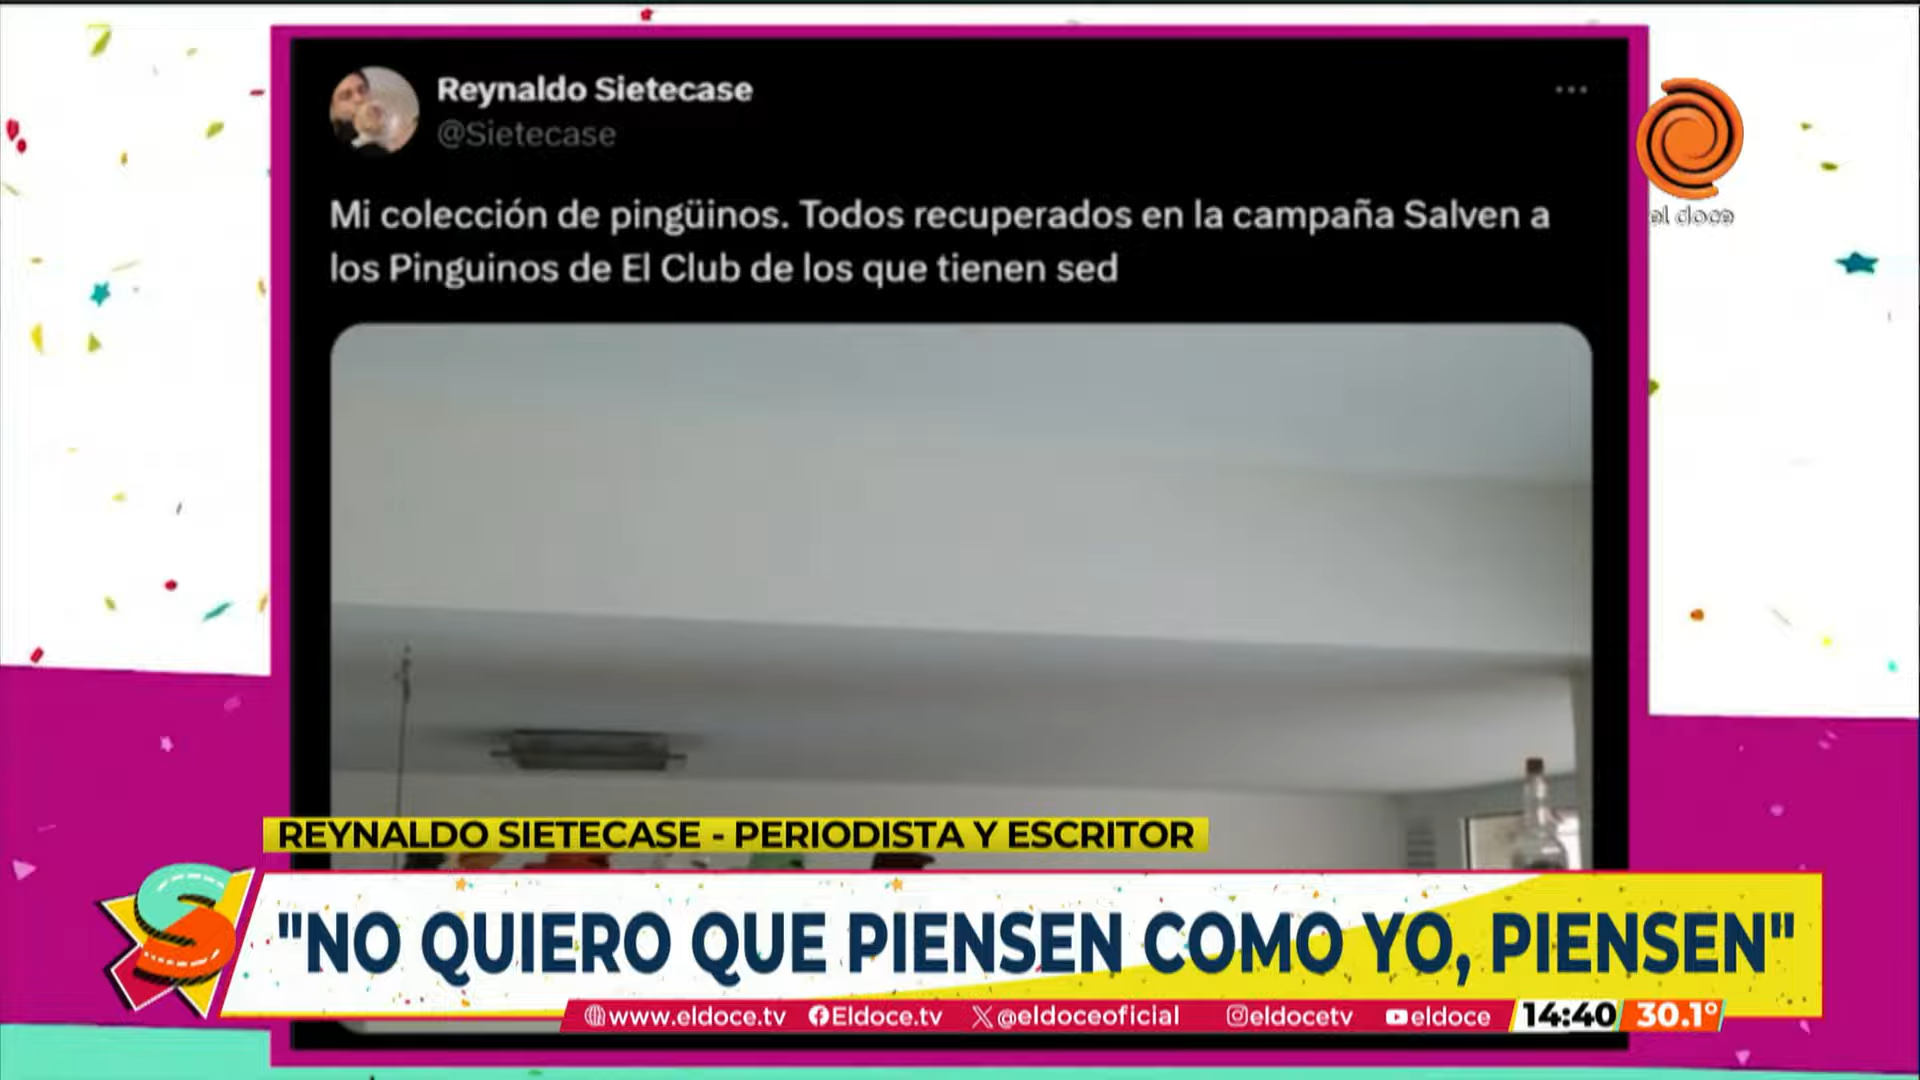 Reynaldo Sietecase
@Sietecase
Mi colección de pingüinos. Todos recuperados en la campaña Salven a
los Pinguinos de El Club de los que tienen sed
el doce
REYNALDO SIETECASE - PERIODISTA Y ESCRITOR
"NO QUIERO QUE PIENSEN COMO YO, PIENSEN"
www.eldoce.tv Eldoce.tv @eldoceoficial eldocetv eldoce 14:40 30.1°